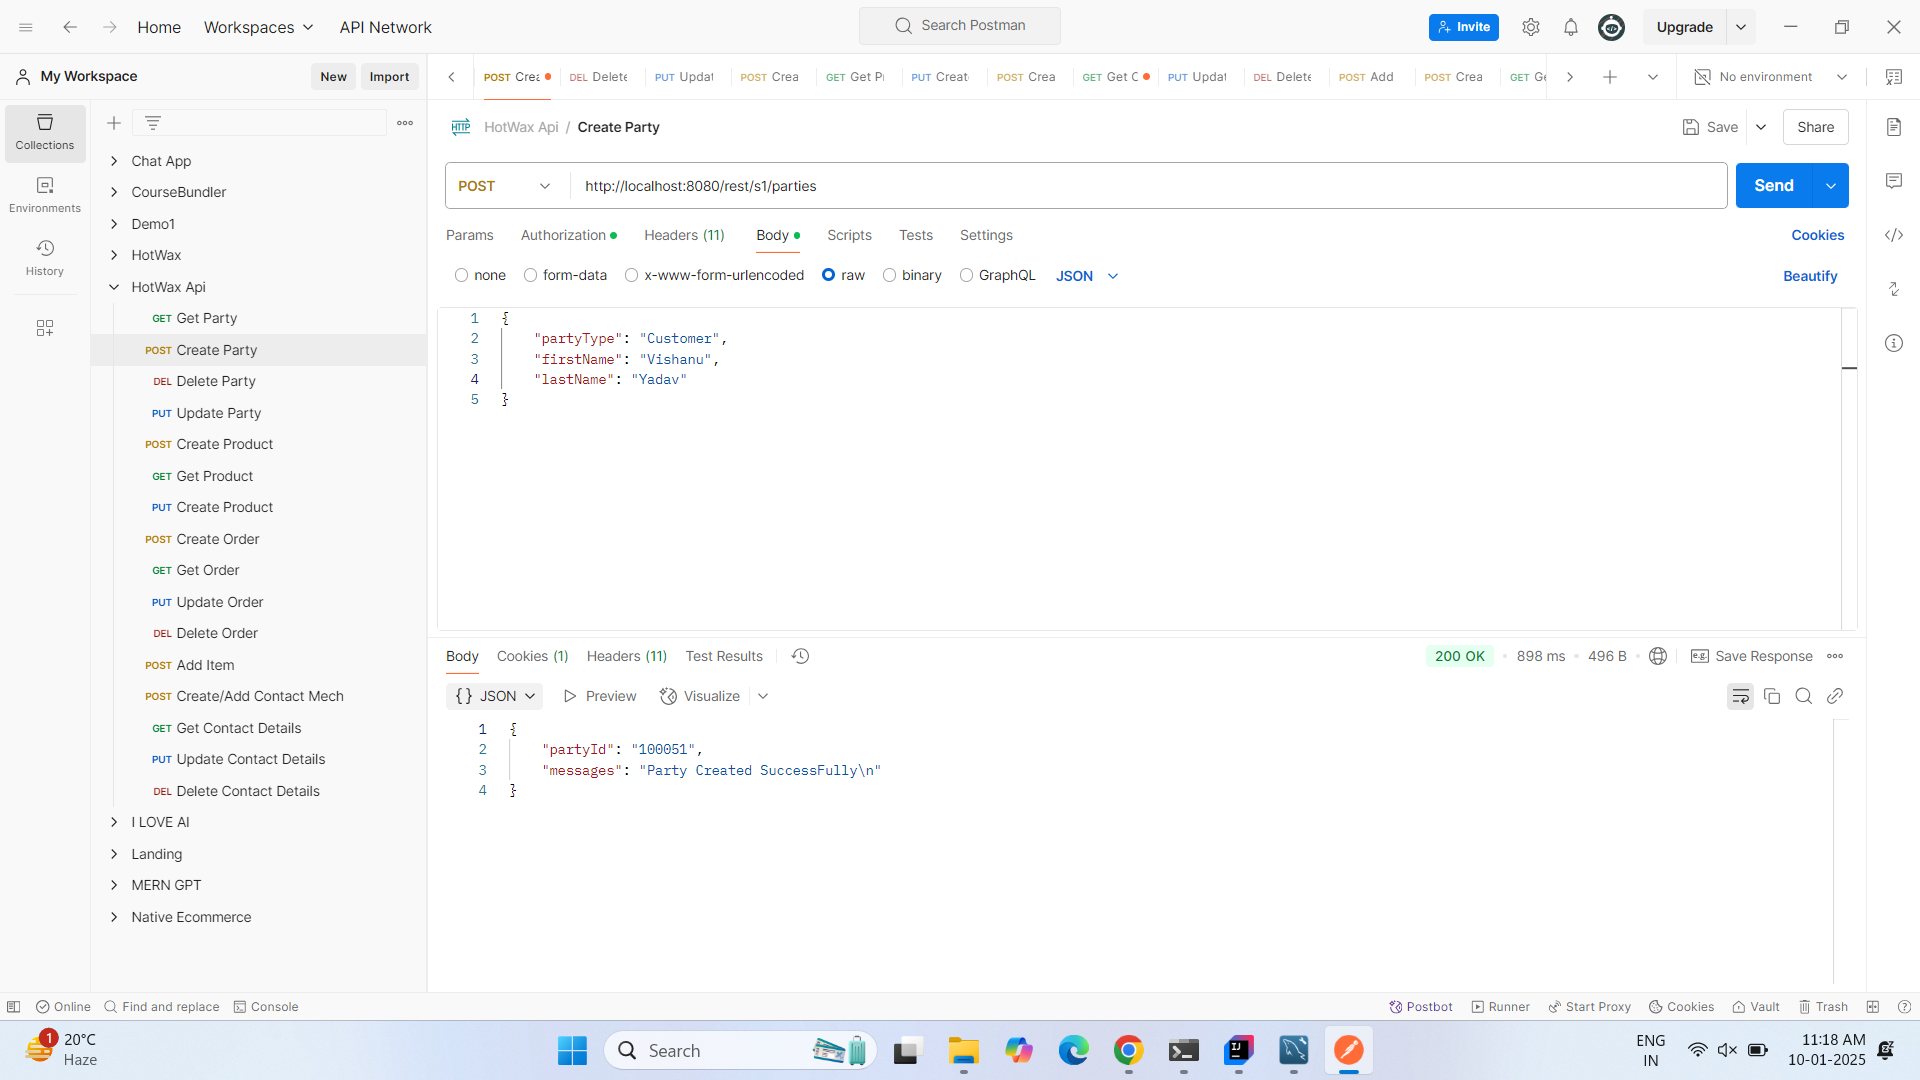 Home
Workspaces
API Network
Search Postman
Invite
Upgrade
My Workspace
New
Import
POST Crea
DEL Delete
PUT Updat
POST Crea
GET Get P
PUT Creat
POST Crea
GET Get C
PUT Updat
DEL Delete
POST Add
POST Crea
GET Ge
No environment
Collections
Environments
History
Chat App
CourseBundler
Demo1
HotWax
HotWax Api
GET Get Party
POST Create Party
DEL Delete Party
PUT Update Party
POST Create Product
GET Get Product
PUT Create Product
POST Create Order
GET Get Order
PUT Update Order
DEL Delete Order
POST Add Item
POST Create/Add Contact Mech
GET Get Contact Details
PUT Update Contact Details
DEL Delete Contact Details
I LOVE AI
Landing
MERN GPT
Native Ecommerce
HTTP HotWax Api / Create Party
Save
Share
POST
http://localhost:8080/rest/s1/parties
Send
Params Authorization Headers (11) Body Scripts Tests Settings
Cookies
none form-data x-www-form-urlencoded raw binary GraphQL JSON
Beautify
1 {
2 "partyType": "Customer",
3 "firstName": "Vishanu",
4 "lastName": "Yadav"
5 }
Body Cookies (1) Headers (11) Test Results
200 OK • 898 ms • 496 B
e.g. Save Response
{} JSON Preview Visualize
1 {
2 "partyId": "100051",
3 "messages": "Party Created SuccessFully\n"
4 }
Online Find and replace Console
Postbot Runner Start Proxy Cookies Vault Trash
1
20°C
Haze
Search
IJ
ENG
IN
11:18 AM
10-01-2025